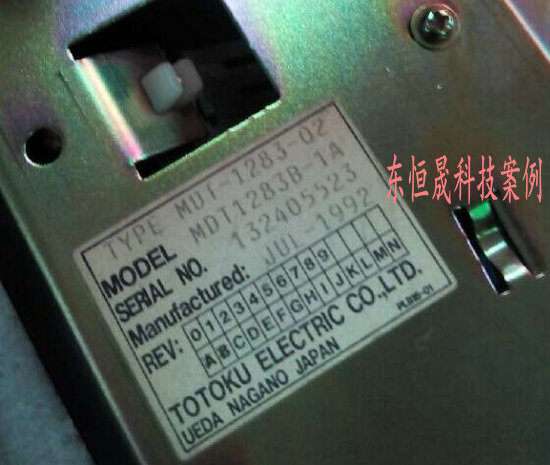 TYPE MDT-1283-02
MODEL MDT1283B-1A
SERIAL NO. 132405523
Manufactured: JUL-1992
REV: 0 1 2 3 4 5 6 7 8 9
A B C D E F G H I J K L M N
TOTOKU ELECTRIC CO.,LTD.
UEDA NAGANO JAPAN
东恒晟科技案例